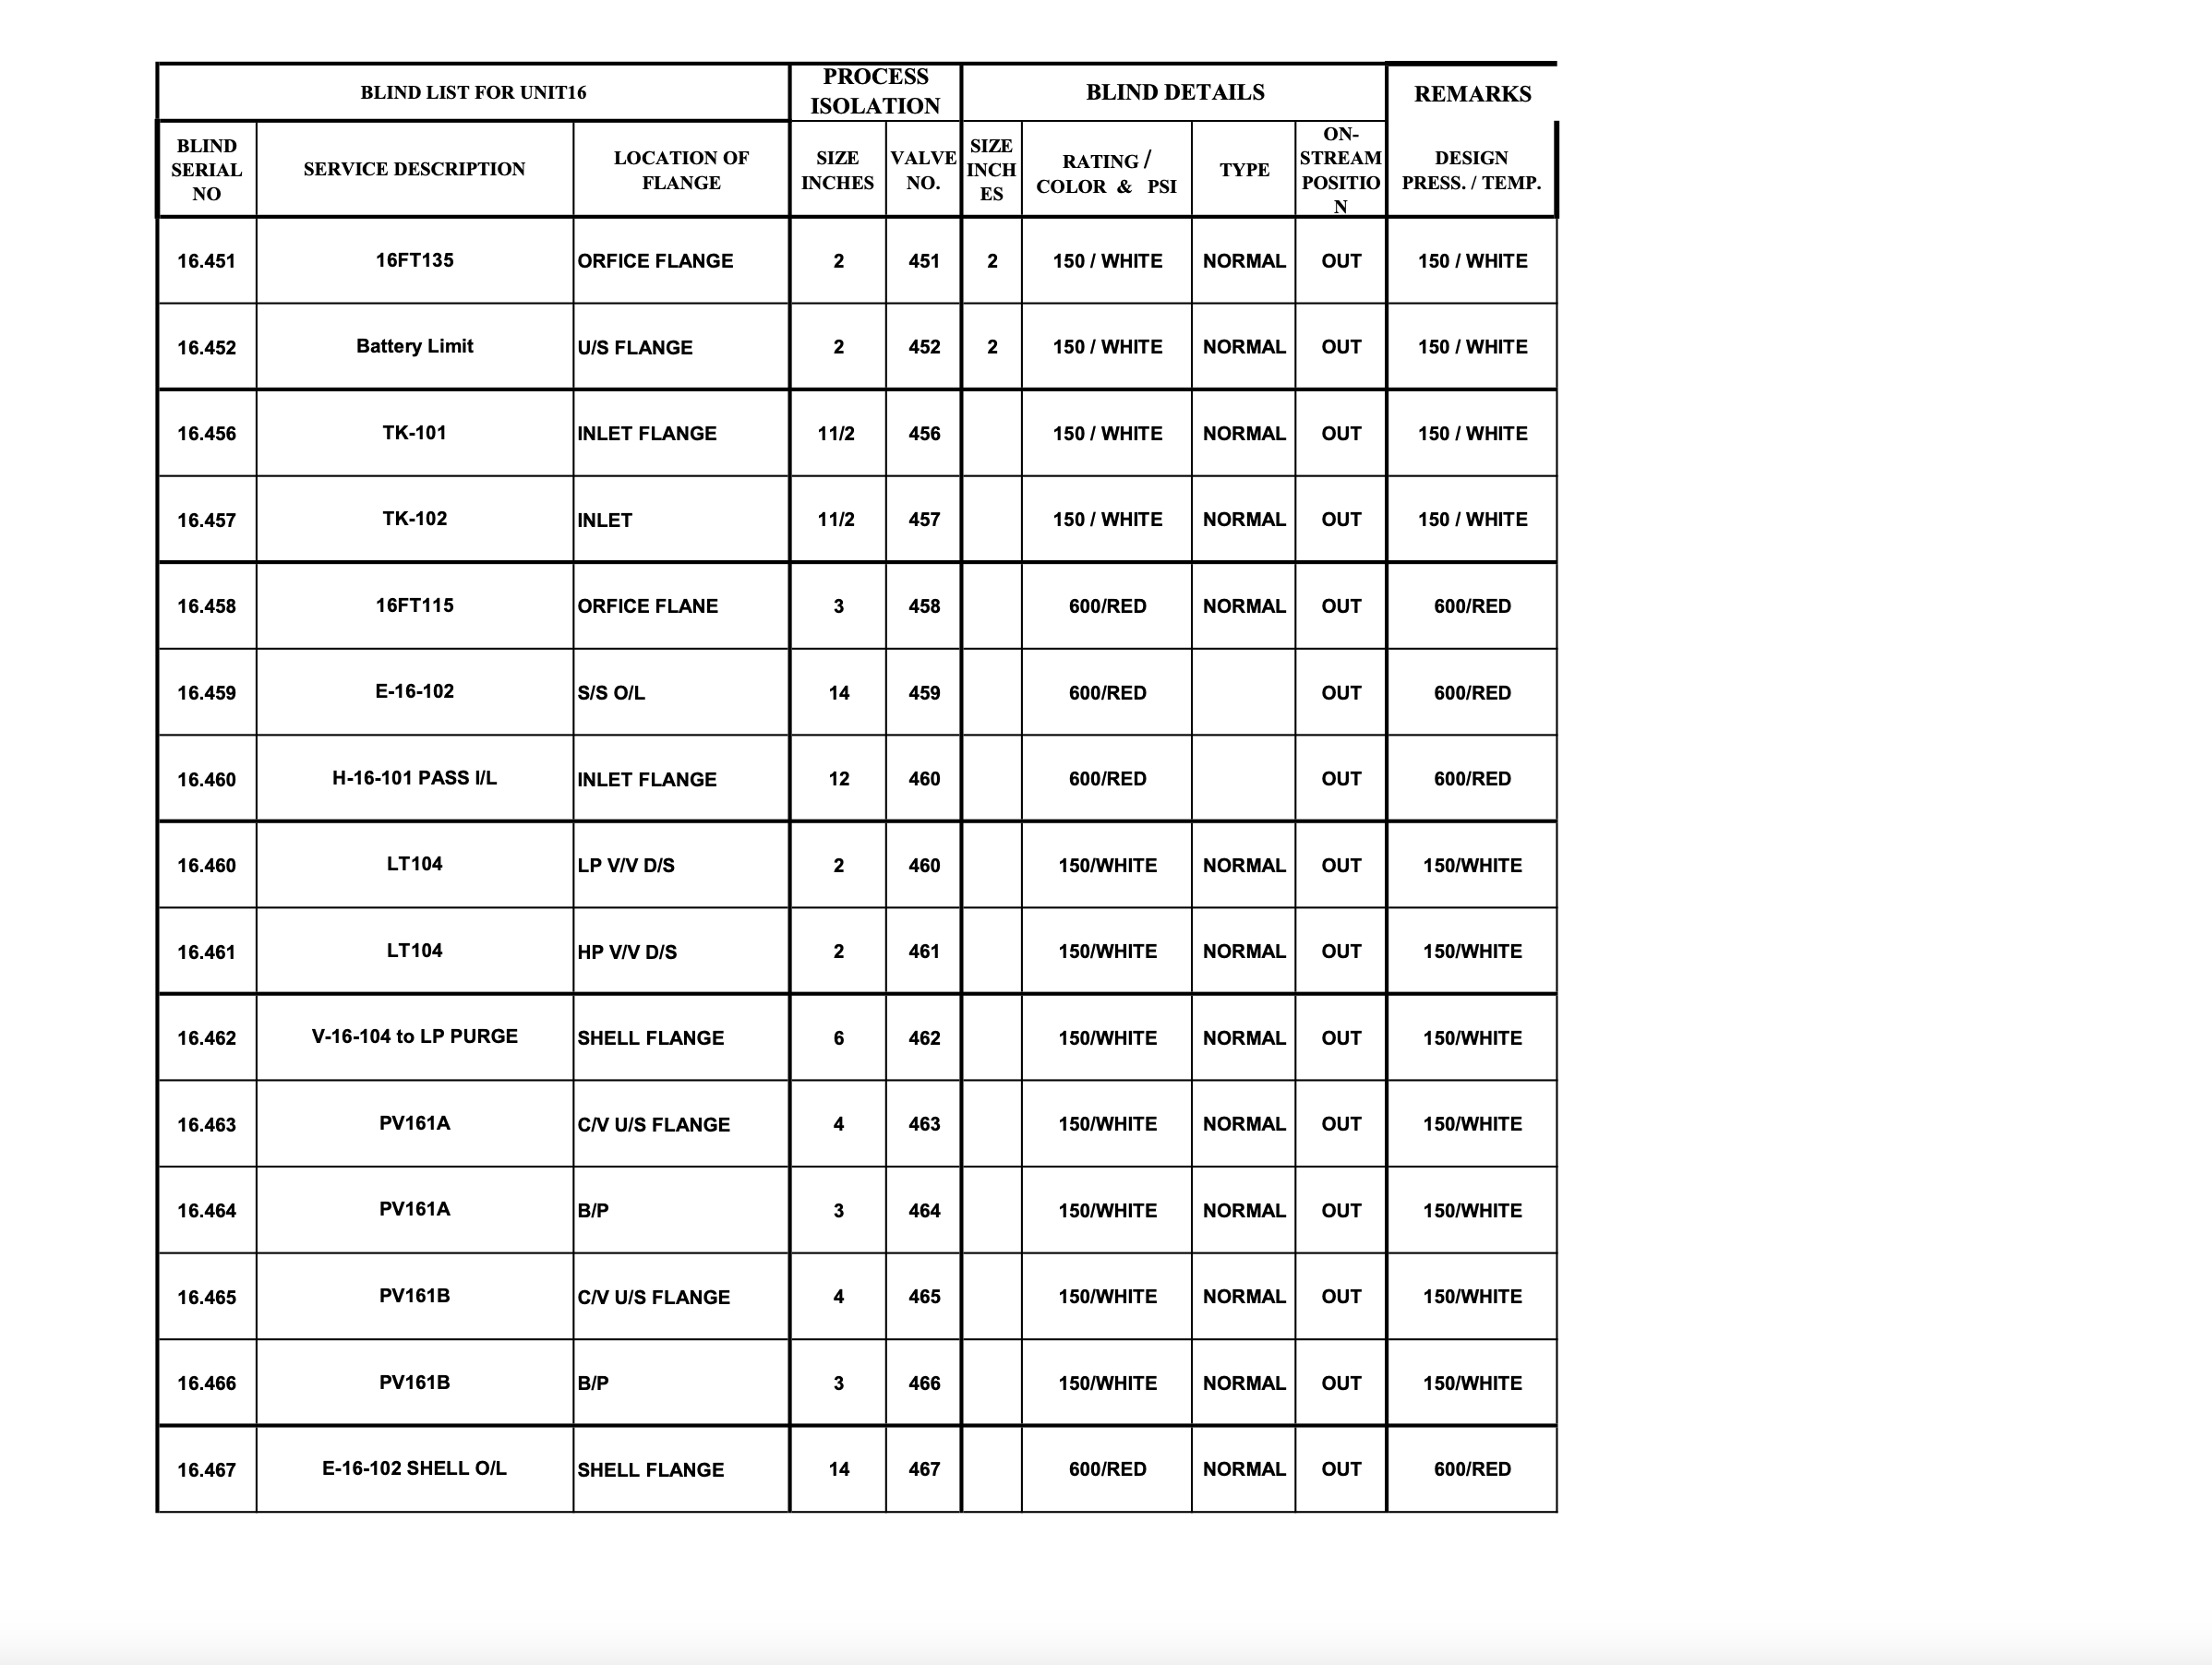 BLIND LIST FOR UNIT16 PROCESS ISOLATION BLIND DETAILS REMARKS
BLIND SERIAL NO SERVICE DESCRIPTION LOCATION OF FLANGE SIZE INCHES VALVE NO. SIZE INCH ES RATING / COLOR & PSI TYPE ON-STREAM POSITIO N DESIGN PRESS. / TEMP.
16.451 16FT135 ORFICE FLANGE 2 451 2 150 / WHITE NORMAL OUT 150 / WHITE
16.452 Battery Limit U/S FLANGE 2 452 2 150 / WHITE NORMAL OUT 150 / WHITE
16.456 TK-101 INLET FLANGE 11/2 456 150 / WHITE NORMAL OUT 150 / WHITE
16.457 TK-102 INLET 11/2 457 150 / WHITE NORMAL OUT 150 / WHITE
16.458 16FT115 ORFICE FLANE 3 458 600/RED NORMAL OUT 600/RED
16.459 E-16-102 S/S O/L 14 459 600/RED OUT 600/RED
16.460 H-16-101 PASS I/L INLET FLANGE 12 460 600/RED OUT 600/RED
16.460 LT104 LP V/V D/S 2 460 150/WHITE NORMAL OUT 150/WHITE
16.461 LT104 HP V/V D/S 2 461 150/WHITE NORMAL OUT 150/WHITE
16.462 V-16-104 to LP PURGE SHELL FLANGE 6 462 150/WHITE NORMAL OUT 150/WHITE
16.463 PV161A C/V U/S FLANGE 4 463 150/WHITE NORMAL OUT 150/WHITE
16.464 PV161A B/P 3 464 150/WHITE NORMAL OUT 150/WHITE
16.465 PV161B C/V U/S FLANGE 4 465 150/WHITE NORMAL OUT 150/WHITE
16.466 PV161B B/P 3 466 150/WHITE NORMAL OUT 150/WHITE
16.467 E-16-102 SHELL O/L SHELL FLANGE 14 467 600/RED NORMAL OUT 600/RED